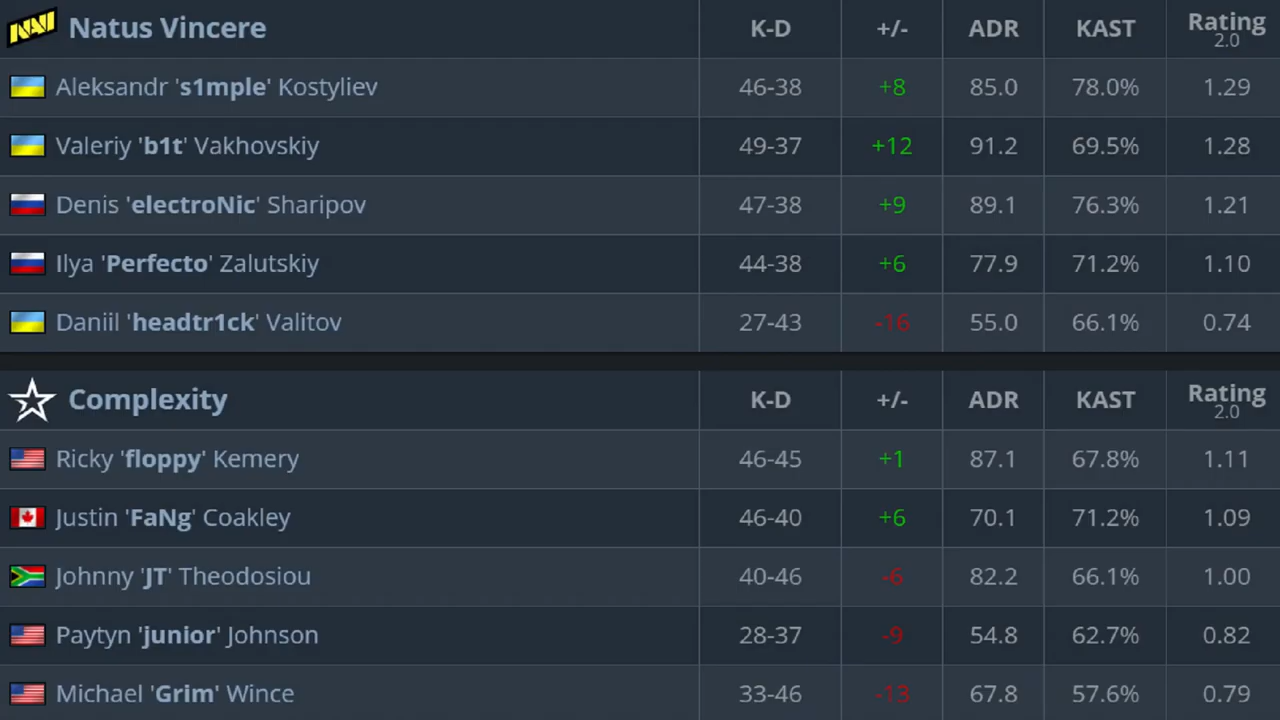 NAVI Natus Vincere K-D +/- ADR KAST Rating 2.0
Aleksandr 's1mple' Kostyliev 46-38 +8 85.0 78.0% 1.29
Valeriy 'b1t' Vakhovskiy 49-37 +12 91.2 69.5% 1.28
Denis 'electroNic' Sharipov 47-38 +9 89.1 76.3% 1.21
Ilya 'Perfecto' Zalutskiy 44-38 +6 77.9 71.2% 1.10
Daniil 'headtr1ck' Valitov 27-43 -16 55.0 66.1% 0.74
Complexity K-D +/- ADR KAST Rating 2.0
Ricky 'floppy' Kemery 46-45 +1 87.1 67.8% 1.11
Justin 'FaNg' Coakley 46-40 +6 70.1 71.2% 1.09
Johnny 'JT' Theodosiou 40-46 -6 82.2 66.1% 1.00
Paytyn 'junior' Johnson 28-37 -9 54.8 62.7% 0.82
Michael 'Grim' Wince 33-46 -13 67.8 57.6% 0.79